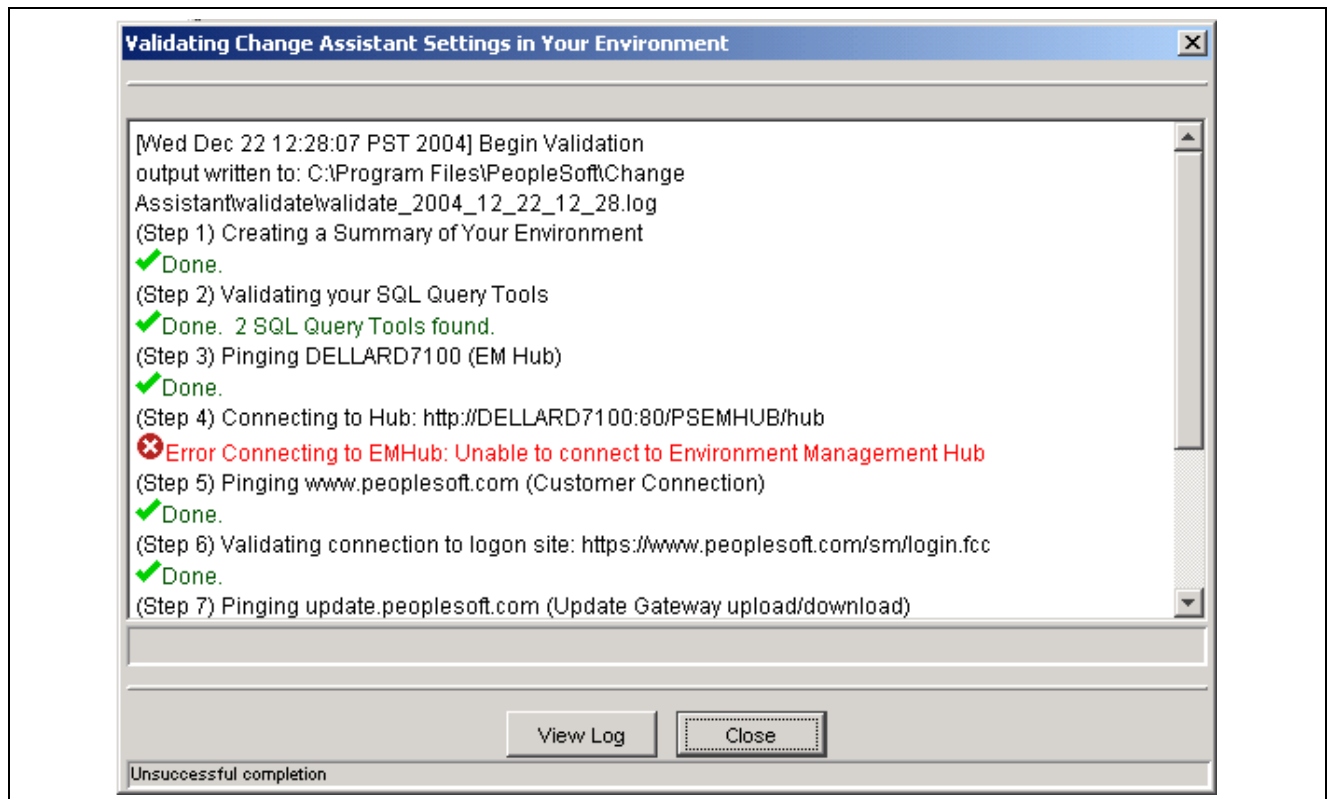 Validating Change Assistant Settings in Your Environment
[Wed Dec 22 12:28:07 PST 2004] Begin Validation
output written to: C:\Program Files\PeopleSoft\Change
Assistant\validate\validate_2004_12_22_12_28.log
(Step 1) Creating a Summary of Your Environment
Done.
(Step 2) Validating your SQL Query Tools
Done. 2 SQL Query Tools found.
(Step 3) Pinging DELLARD7100 (EM Hub)
Done.
(Step 4) Connecting to Hub: http://DELLARD7100:80/PSEMHUB/hub
Error Connecting to EMHub: Unable to connect to Environment Management Hub
(Step 5) Pinging www.peoplesoft.com (Customer Connection)
Done.
(Step 6) Validating connection to logon site: https://www.peoplesoft.com/sm/login.fcc
Done.
(Step 7) Pinging update.peoplesoft.com (Update Gateway upload/download)
View Log Close
Unsuccessful completion